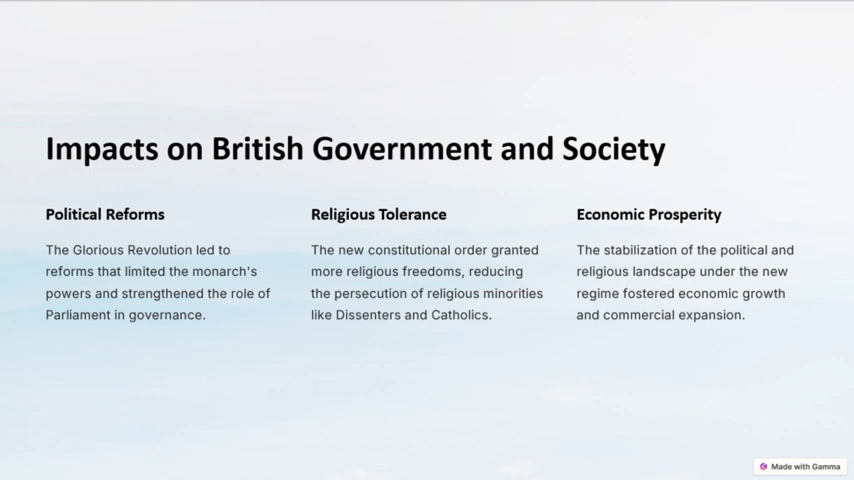 Impacts on British Government and Society
Political Reforms
The Glorious Revolution led to
reforms that limited the monarch's
powers and strengthened the role of
Parliament in governance.
Religious Tolerance
The new constitutional order granted
more religious freedoms, reducing
the persecution of religious minorities
like Dissenters and Catholics.
Economic Prosperity
The stabilization of the political and
religious landscape under the new
regime fostered economic growth
and commercial expansion.
Made with Gamma